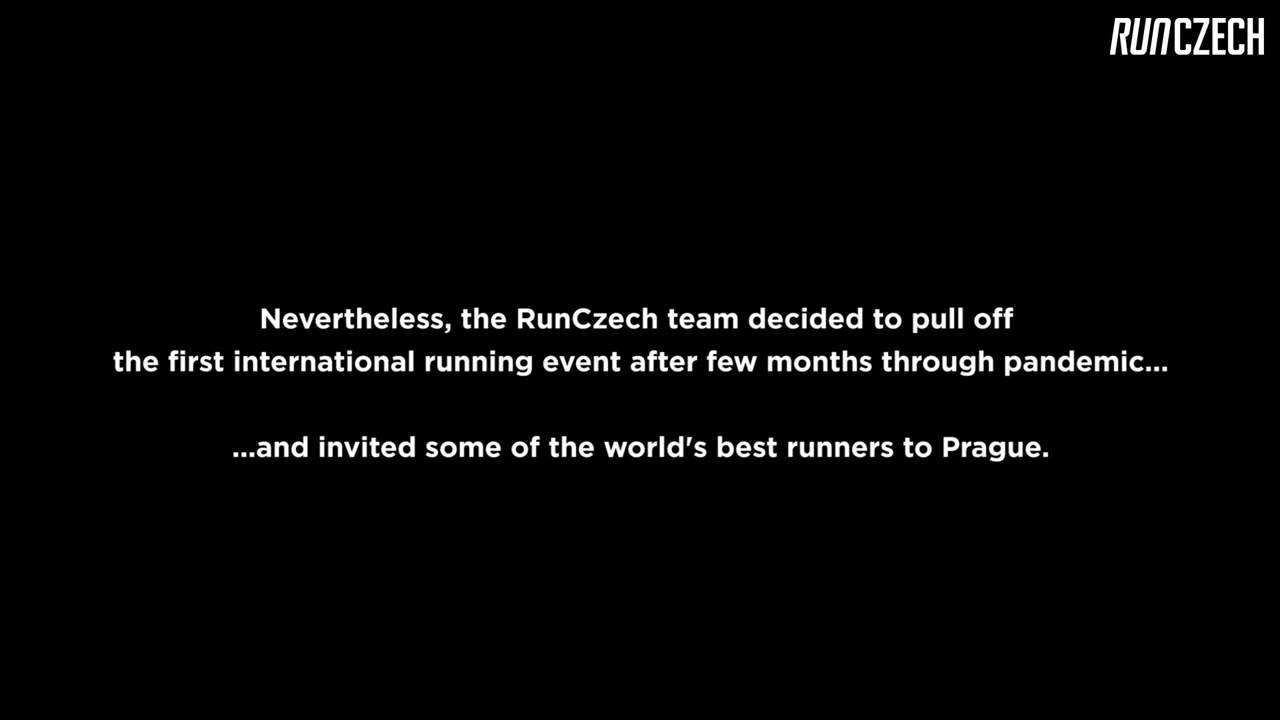 RUNCZECH
Nevertheless, the RunCzech team decided to pull off
the first international running event after few months through pandemic...
...and invited some of the world's best runners to Prague.